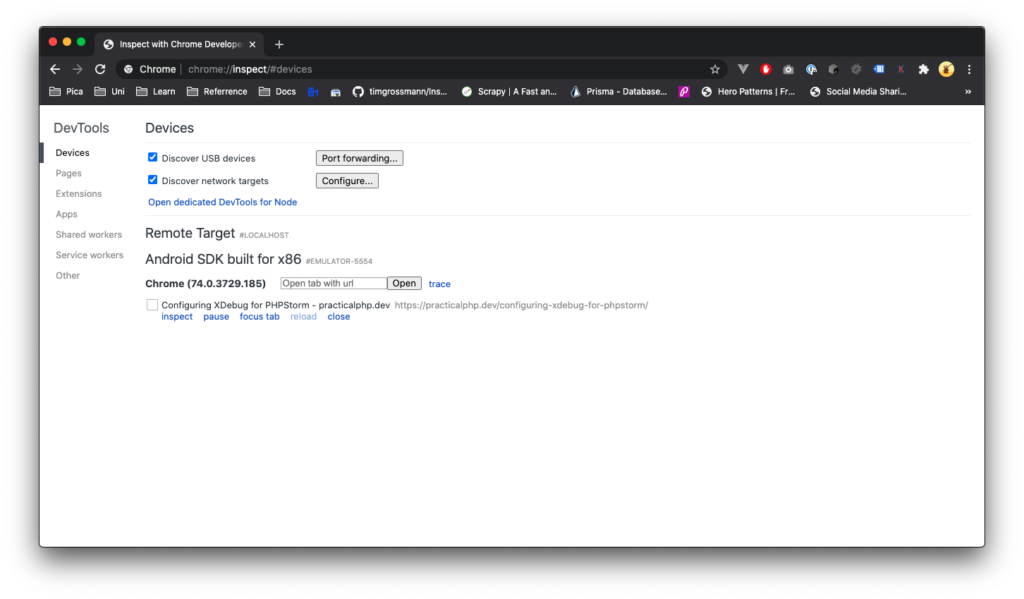 Inspect with Chrome Develope
Chrome | chrome://inspect/#devices
Pica Uni Learn Referrence Docs timgrossmann/Ins... Scrapy | A Fast an... Prisma - Database... Hero Patterns | Fr... Social Media Shari... »
DevTools
Devices
Pages
Extensions
Apps
Shared workers
Service workers
Other
Devices
Discover USB devices Port forwarding...
Discover network targets Configure...
Open dedicated DevTools for Node
Remote Target #LOCALHOST
Android SDK built for x86 #EMULATOR-5554
Chrome (74.0.3729.185) Open tab with url Open trace
Configuring XDebug for PHPStorm - practicalphp.dev https://practicalphp.dev/configuring-xdebug-for-phpstorm/
inspect pause focus tab reload close